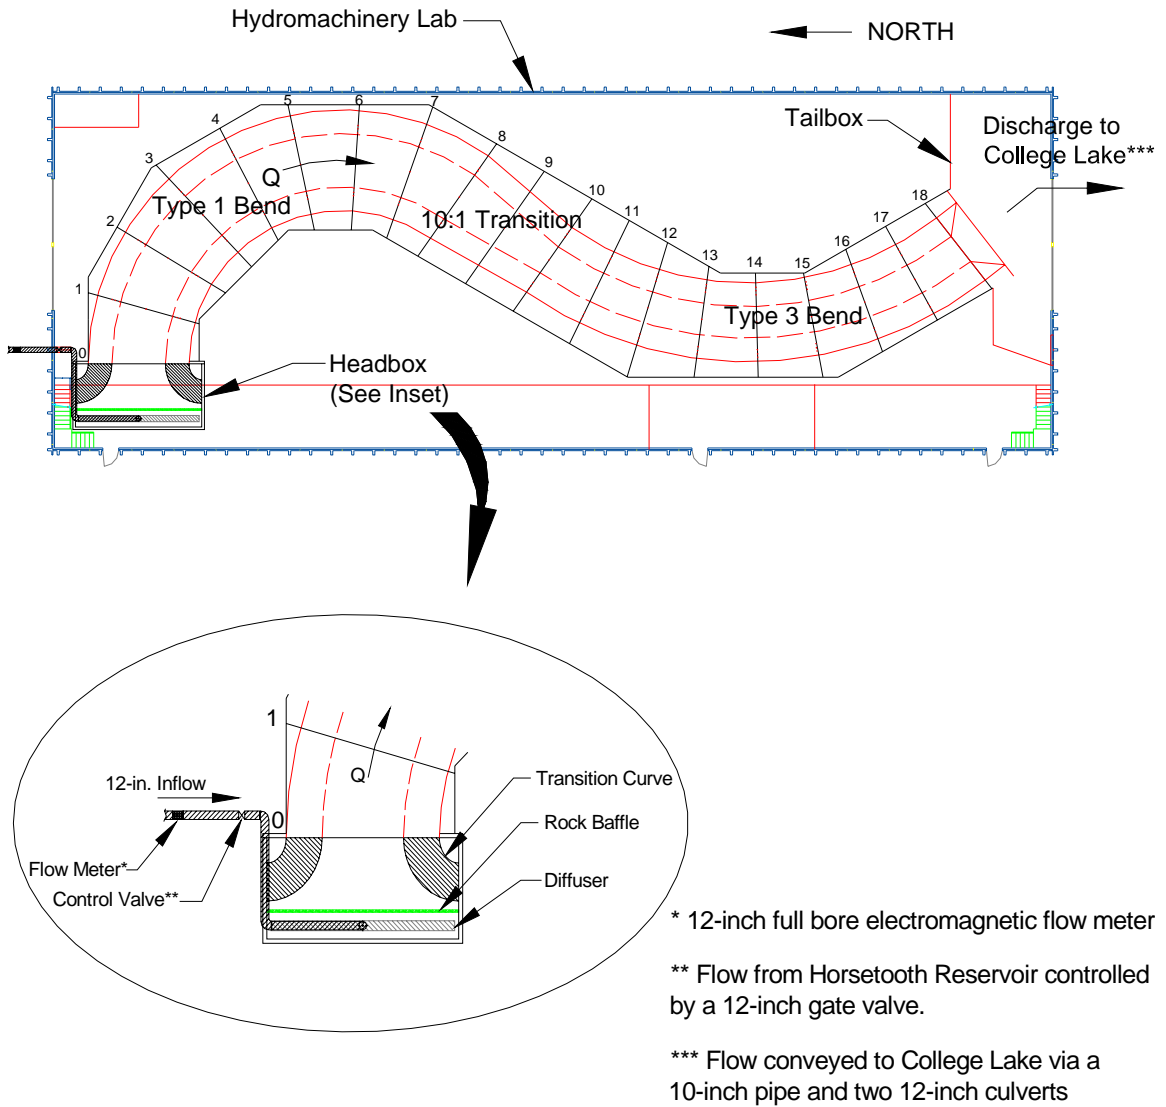 Hydromachinery Lab
NORTH
5
6
7
4
8
Tailbox
Discharge to
College Lake***
3
9
Q
Type 1 Bend
10
18
2
10:1 Transition
11
17
12
16
13
14
15
1
Type 3 Bend
0
Headbox
(See Inset)
1
Q
12-in. Inflow
Transition Curve
0
Rock Baffle
Flow Meter*
Control Valve**
Diffuser
* 12-inch full bore electromagnetic flow meter
** Flow from Horsetooth Reservoir controlled
by a 12-inch gate valve.
*** Flow conveyed to College Lake via a
10-inch pipe and two 12-inch culverts